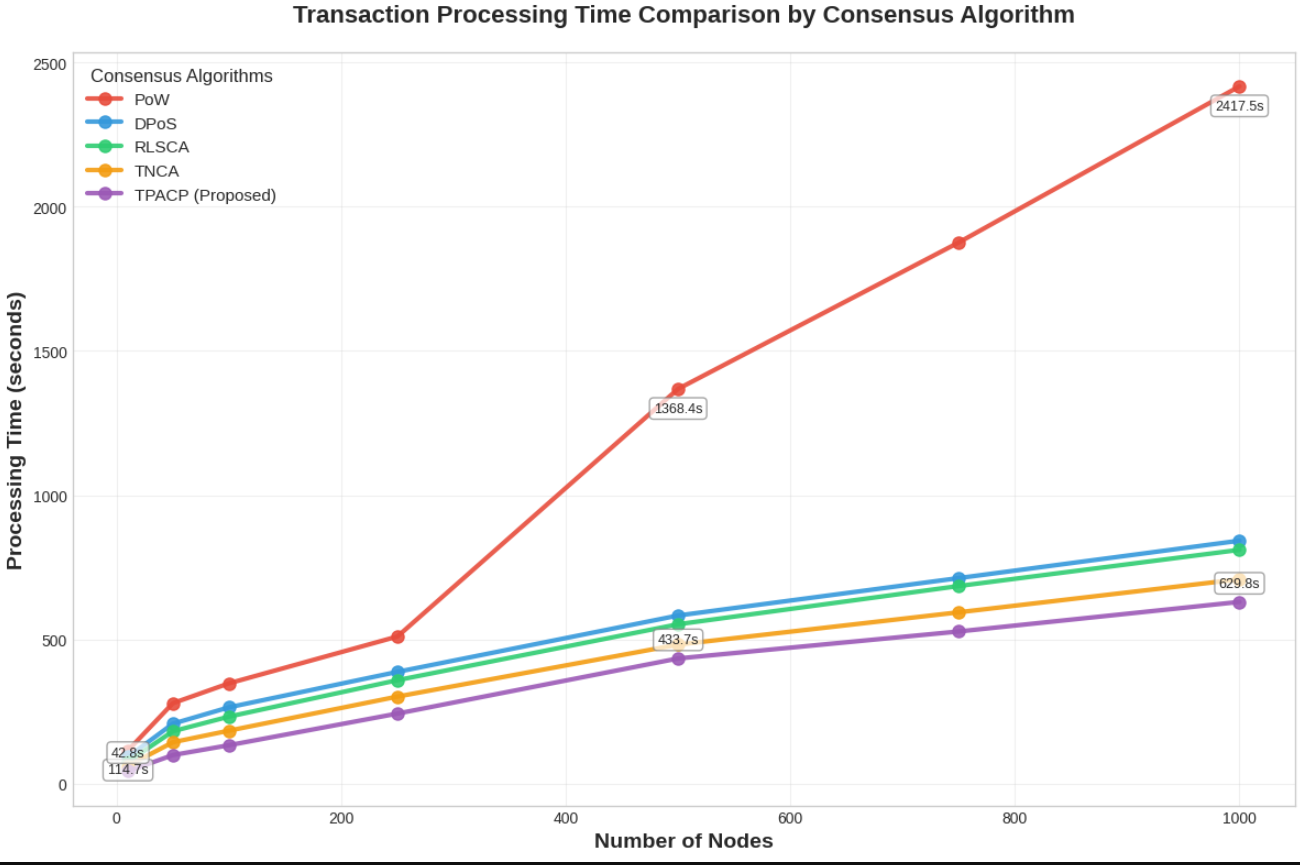 Transaction Processing Time Comparison by Consensus Algorithm
Consensus Algorithms
PoW
DPoS
RLSCA
TNCA
TPACP (Proposed)
Processing Time (seconds)
2500
2000
1500
1000
500
0
2417.5s
1368.4s
629.8s
433.7s
42.8s
114.7s
0
200
400
600
800
1000
Number of Nodes